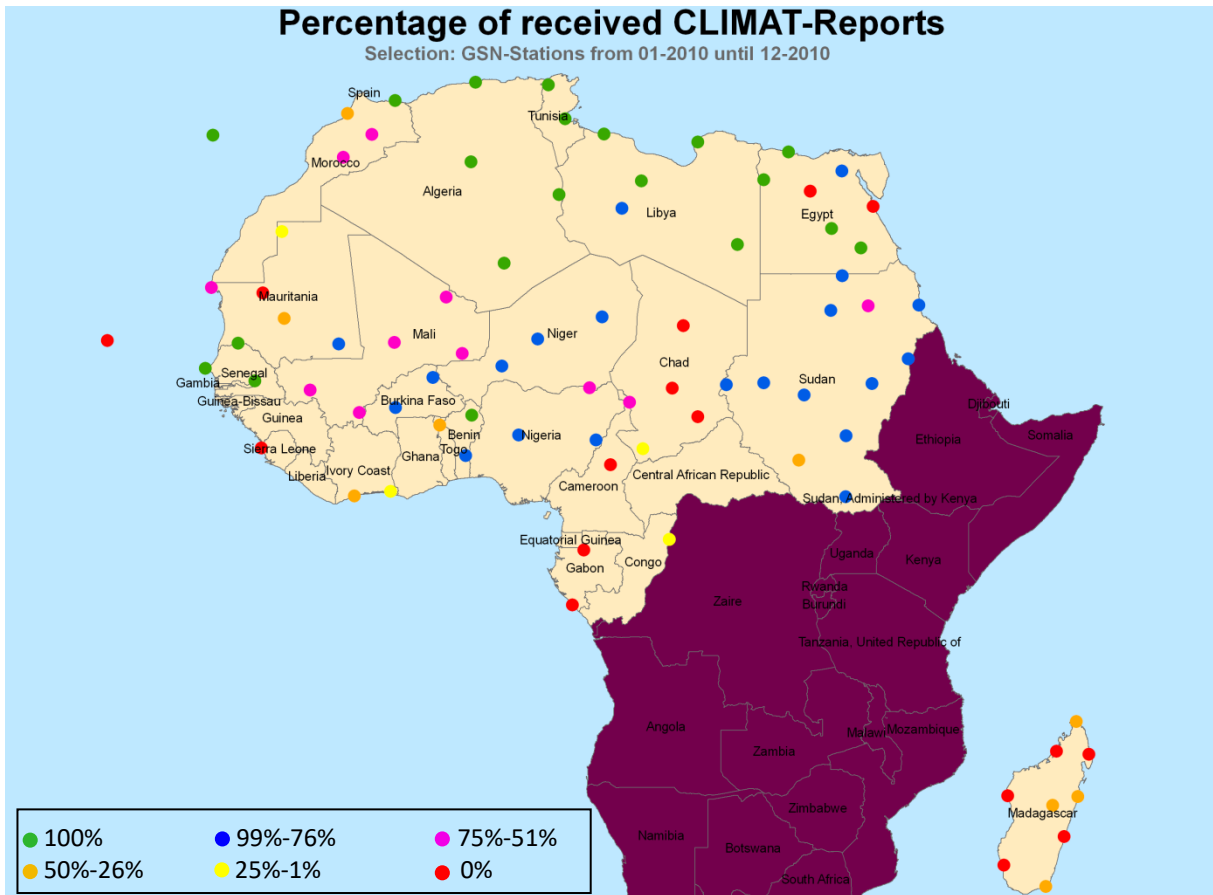 Percentage of received CLIMAT-Reports
Selection: GSN-Stations from 01-2010 until 12-2010
Spain
Tunisia
Morocco
Algeria
Libya
Egypt
Mauritania
Mali
Niger
Chad
Sudan
Senegal
Gambia
Guinea-Bissau
Guinea
Burkina Faso
Djibouti
Sierra Leone
Liberia
Ivory Coast
Ghana
Togo
Benin
Nigeria
Ethiopia
Somalia
Cameroon
Central African Republic
Sudan, Administered by Kenya
Equatorial Guinea
Gabon
Congo
Uganda
Kenya
Rwanda
Burundi
Zaire
Tanzania, United Republic of
Angola
Zambia
Malawi
Mozambique
Zimbabwe
Madagascar
Namibia
Botswana
South Africa
100% 99%-76% 75%-51%
50%-26% 25%-1% 0%